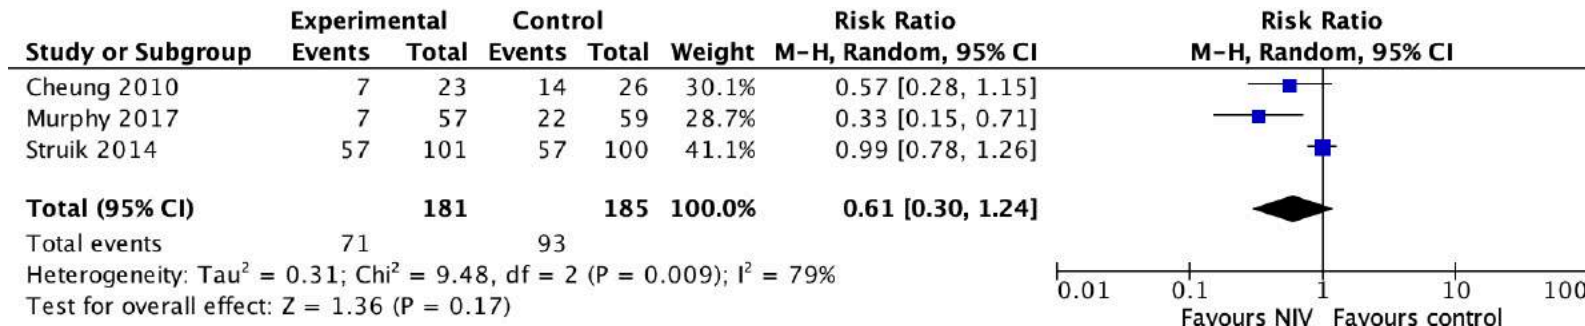 Experimental Control Risk Ratio Risk Ratio
Study or Subgroup Events Total Events Total Weight M-H, Random, 95% CI M-H, Random, 95% CI
Cheung 2010 7 23 14 26 30.1% 0.57 [0.28, 1.15]
Murphy 2017 7 57 22 59 28.7% 0.33 [0.15, 0.71]
Struik 2014 57 101 57 100 41.1% 0.99 [0.78, 1.26]
Total (95% CI) 181 185 100.0% 0.61 [0.30, 1.24]
Total events 71 93
Heterogeneity: Tau² = 0.31; Chi² = 9.48, df = 2 (P = 0.009); I² = 79%
Test for overall effect: Z = 1.36 (P = 0.17)
0.01 0.1 1 10 100
Favours NIV Favours control